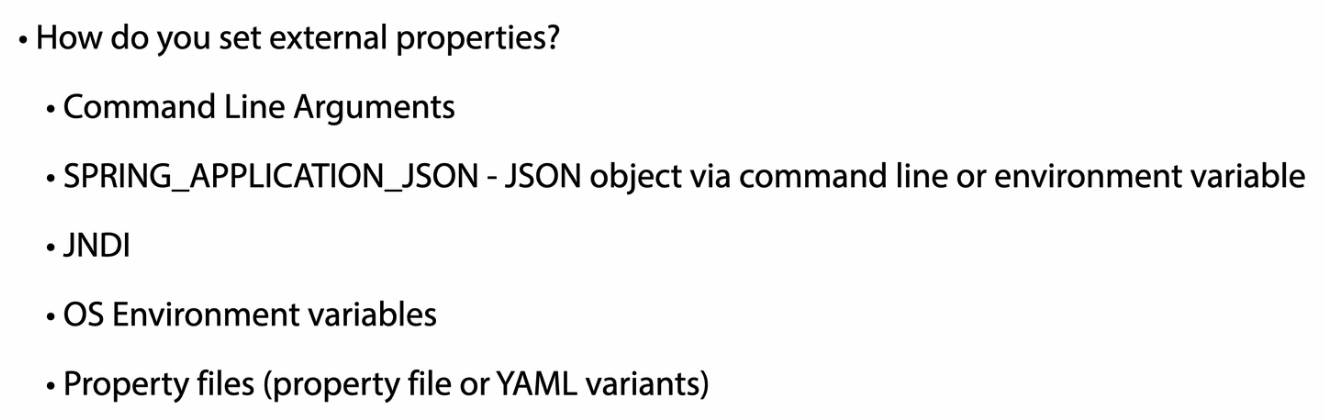 • How do you set external properties?
• Command Line Arguments
• SPRING_APPLICATION_JSON - JSON object via command line or environment variable
• JNDI
• OS Environment variables
• Property files (property file or YAML variants)